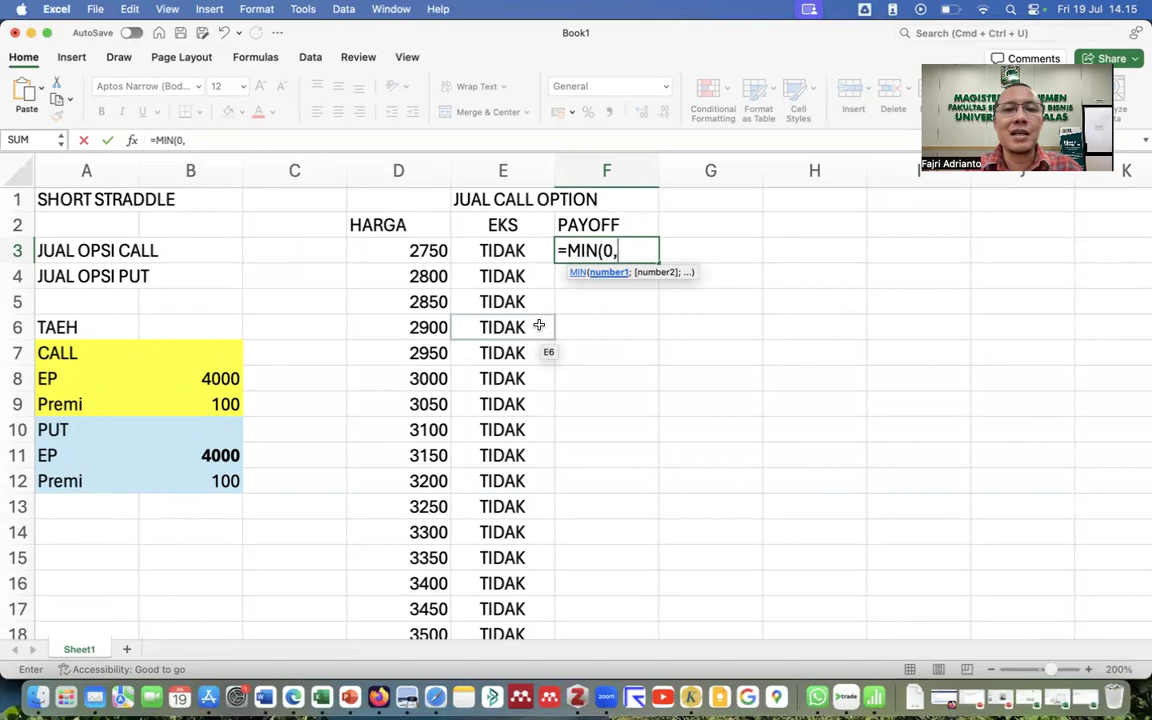 Excel File Edit View Insert Format Tools Data Window Help Fri 19 Jul 14.15
AutoSave Book1 Search (Cmd + Ctrl + U)
Home Insert Draw Page Layout Formulas Data Review View Comments Share
Paste Aptos Narrow (Bod... 12 Wrap Text General Conditional Formatting Format as Table Cell Styles Insert Delete
Merge & Center
MAGISTER
FAKULTAS
UNIVER
Fajri Adrianto
SUM =MIN(0,
A B C D E F G H K
1 SHORT STRADDLE JUAL CALL OPTION
2 HARGA EKS PAYOFF
3 JUAL OPSI CALL 2750 TIDAK =MIN(0,
4 JUAL OPSI PUT 2800 TIDAK MIN(number1; [number2]; ...)
5 2850 TIDAK
6 TAEH 2900 TIDAK
7 CALL 2950 TIDAK E6
8 EP 4000 3000 TIDAK
9 Premi 100 3050 TIDAK
10 PUT 3100 TIDAK
11 EP 4000 3150 TIDAK
12 Premi 100 3200 TIDAK
13 3250 TIDAK
14 3300 TIDAK
15 3350 TIDAK
16 3400 TIDAK
17 3450 TIDAK
18 3500 TIDAK
Sheet1
Enter Accessibility: Good to go 200%